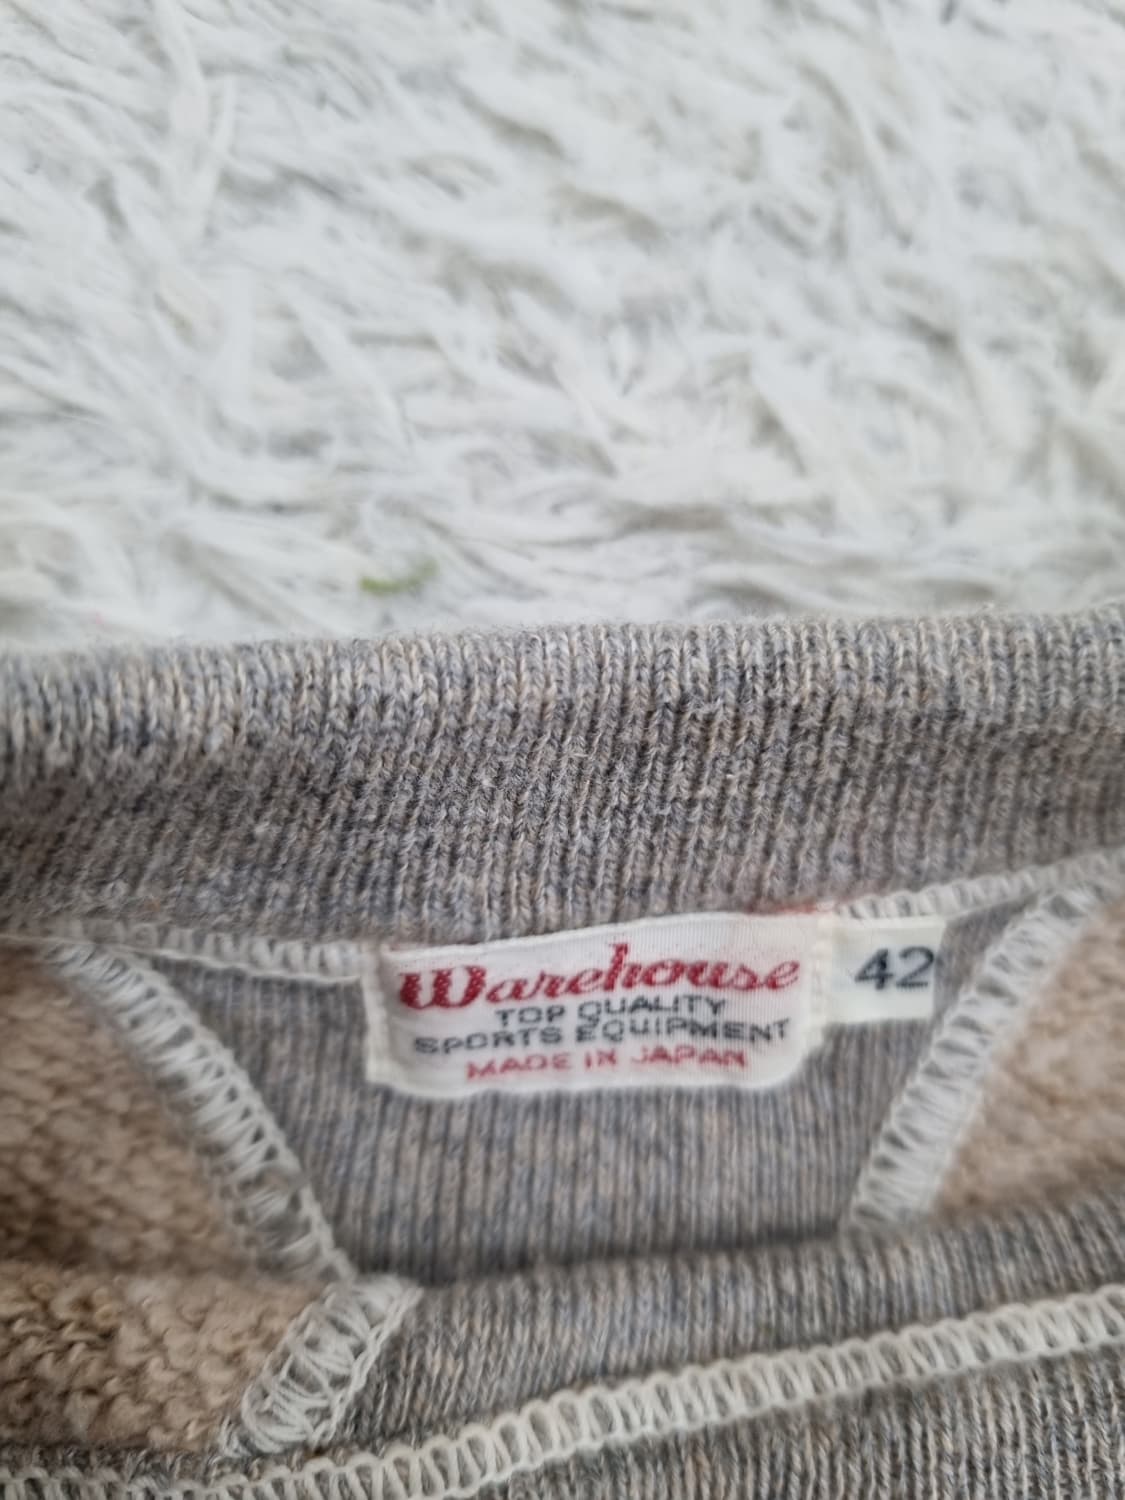 Warehouse
TOP QUALITY
SPORTS EQUIPMENT
MADE IN JAPAN
42